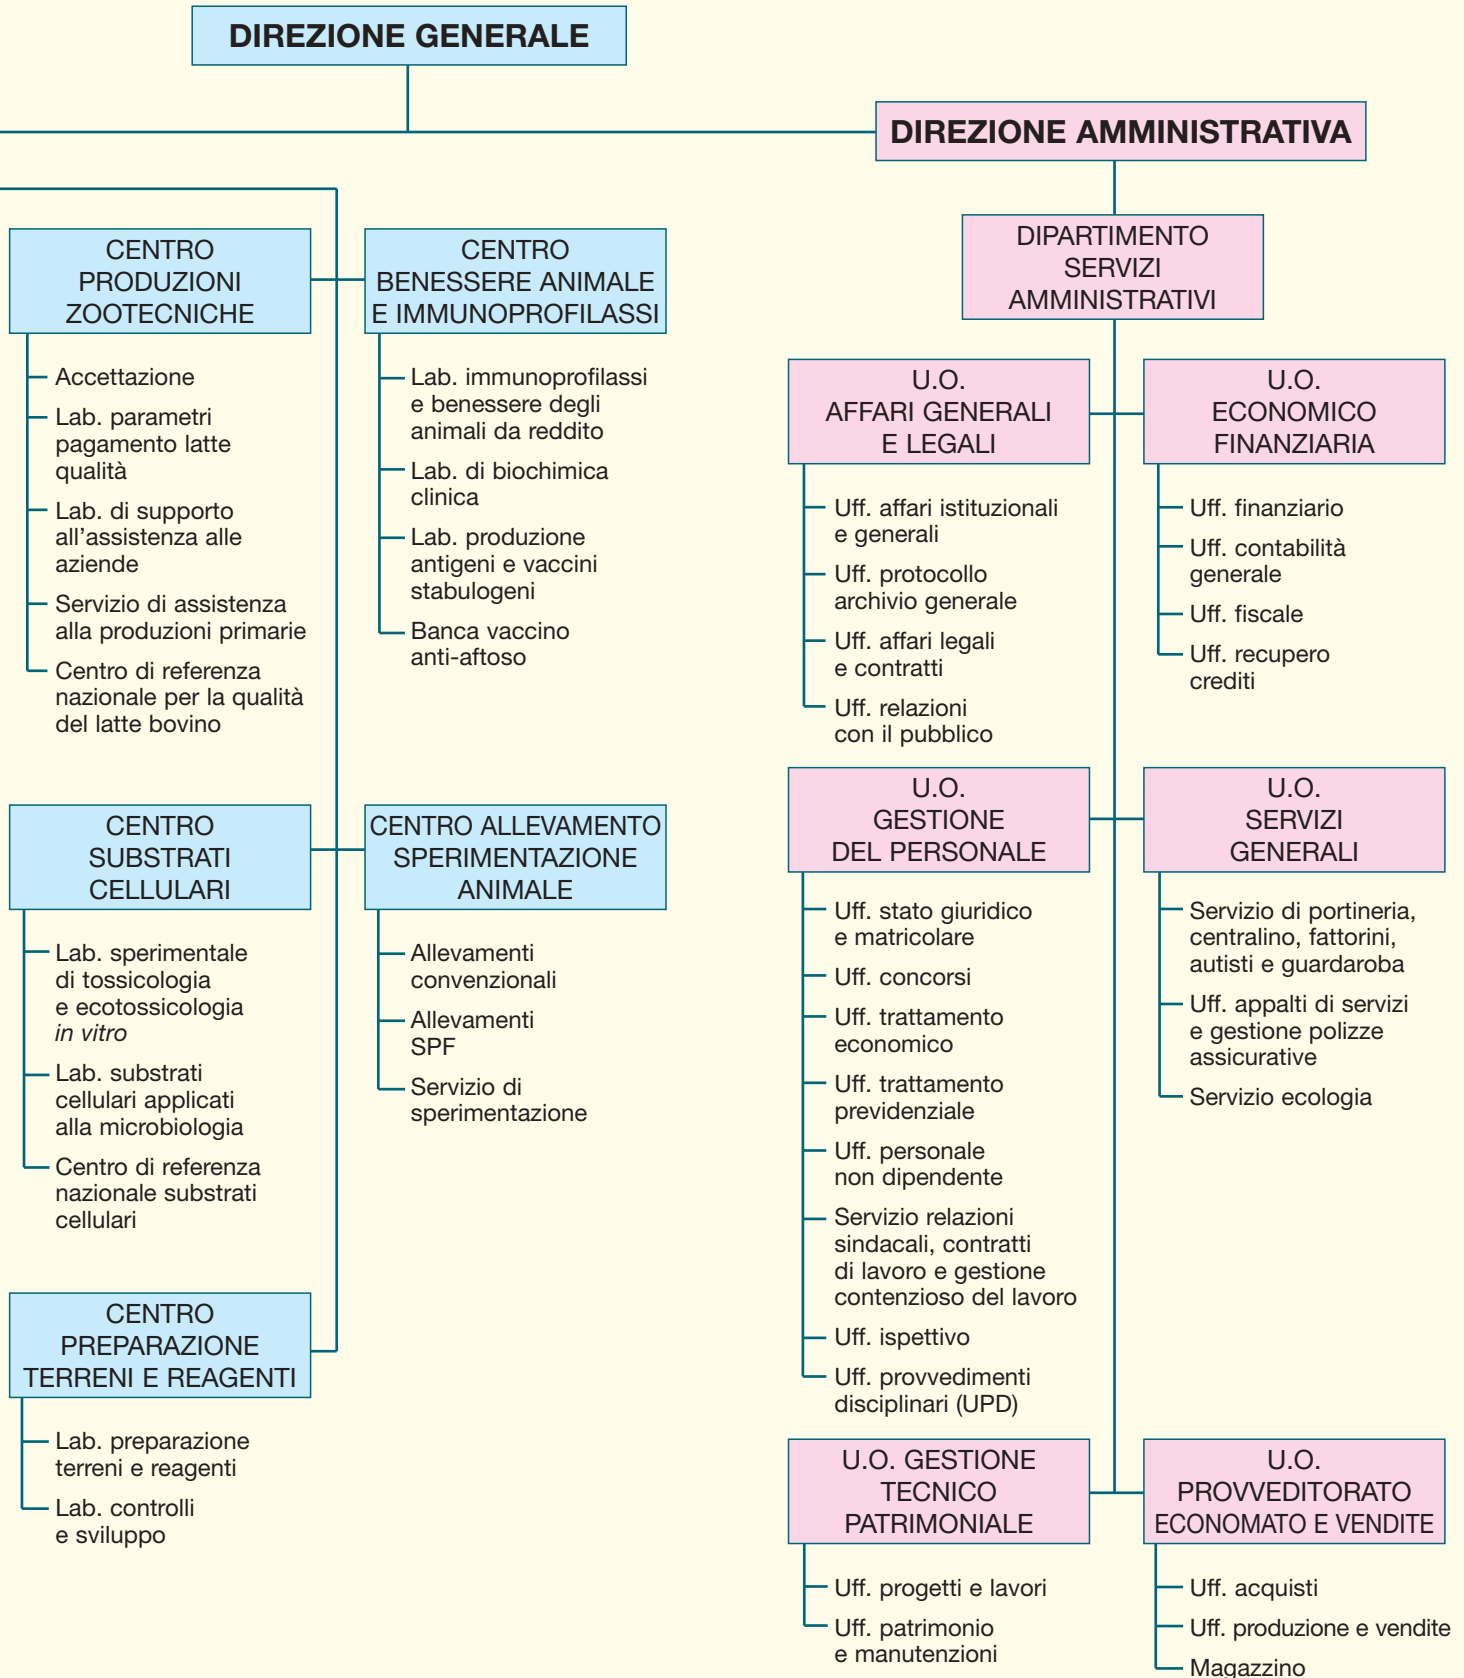 DIREZIONE GENERALE
DIREZIONE AMMINISTRATIVA
CENTRO
PRODUZIONI
ZOOTECNICHE
Accettazione
Lab. parametri
pagamento latte
qualità
Lab. di supporto
all'assistenza alle
aziende
Servizio di assistenza
alla produzioni primarie
Centro di referenza
nazionale per la qualità
del latte bovino
CENTRO
BENESSERE ANIMALE
E IMMUNOPROFILASSI
Lab. immunoprofilassi
e benessere degli
animali da reddito
Lab. di biochimica
clinica
Lab. produzione
antigeni e vaccini
stabulogeni
Banca vaccino
anti-aftoso
CENTRO
SUBSTRATI
CELLULARI
Lab. sperimentale
di tossicologia
e ecotossicologia
in vitro
Lab. substrati
cellulari applicati
alla microbiologia
Centro di referenza
nazionale substrati
cellulari
CENTRO ALLEVAMENTO
SPERIMENTAZIONE
ANIMALE
Allevamenti
convenzionali
Allevamenti
SPF
Servizio di
sperimentazione
CENTRO
PREPARAZIONE
TERRENI E REAGENTI
Lab. preparazione
terreni e reagenti
Lab. controlli
e sviluppo
DIPARTIMENTO
SERVIZI
AMMINISTRATIVI
U.O.
AFFARI GENERALI
E LEGALI
Uff. affari istituzionali
e generali
Uff. protocollo
archivio generale
Uff. affari legali
e contratti
Uff. relazioni
con il pubblico
U.O.
ECONOMICO
FINANZIARIA
Uff. finanziario
Uff. contabilità
generale
Uff. fiscale
Uff. recupero
crediti
U.O.
GESTIONE
DEL PERSONALE
Uff. stato giuridico
e matricolare
Uff. concorsi
Uff. trattamento
economico
Uff. trattamento
previdenziale
Uff. personale
non dipendente
Servizio relazioni
sindacali, contratti
di lavoro e gestione
contenzioso del lavoro
Uff. ispettivo
Uff. provvedimenti
disciplinari (UPD)
U.O.
SERVIZI
GENERALI
Servizio di portineria,
centralino, fattorini,
autisti e guardaroba
Uff. appalti di servizi
e gestione polizze
assicurative
Servizio ecologia
U.O. GESTIONE
TECNICO
PATRIMONIALE
Uff. progetti e lavori
Uff. patrimonio
e manutenzioni
U.O.
PROVVEDITORATO
ECONOMATO E VENDITE
Uff. acquisti
Uff. produzione e vendite
Magazzino